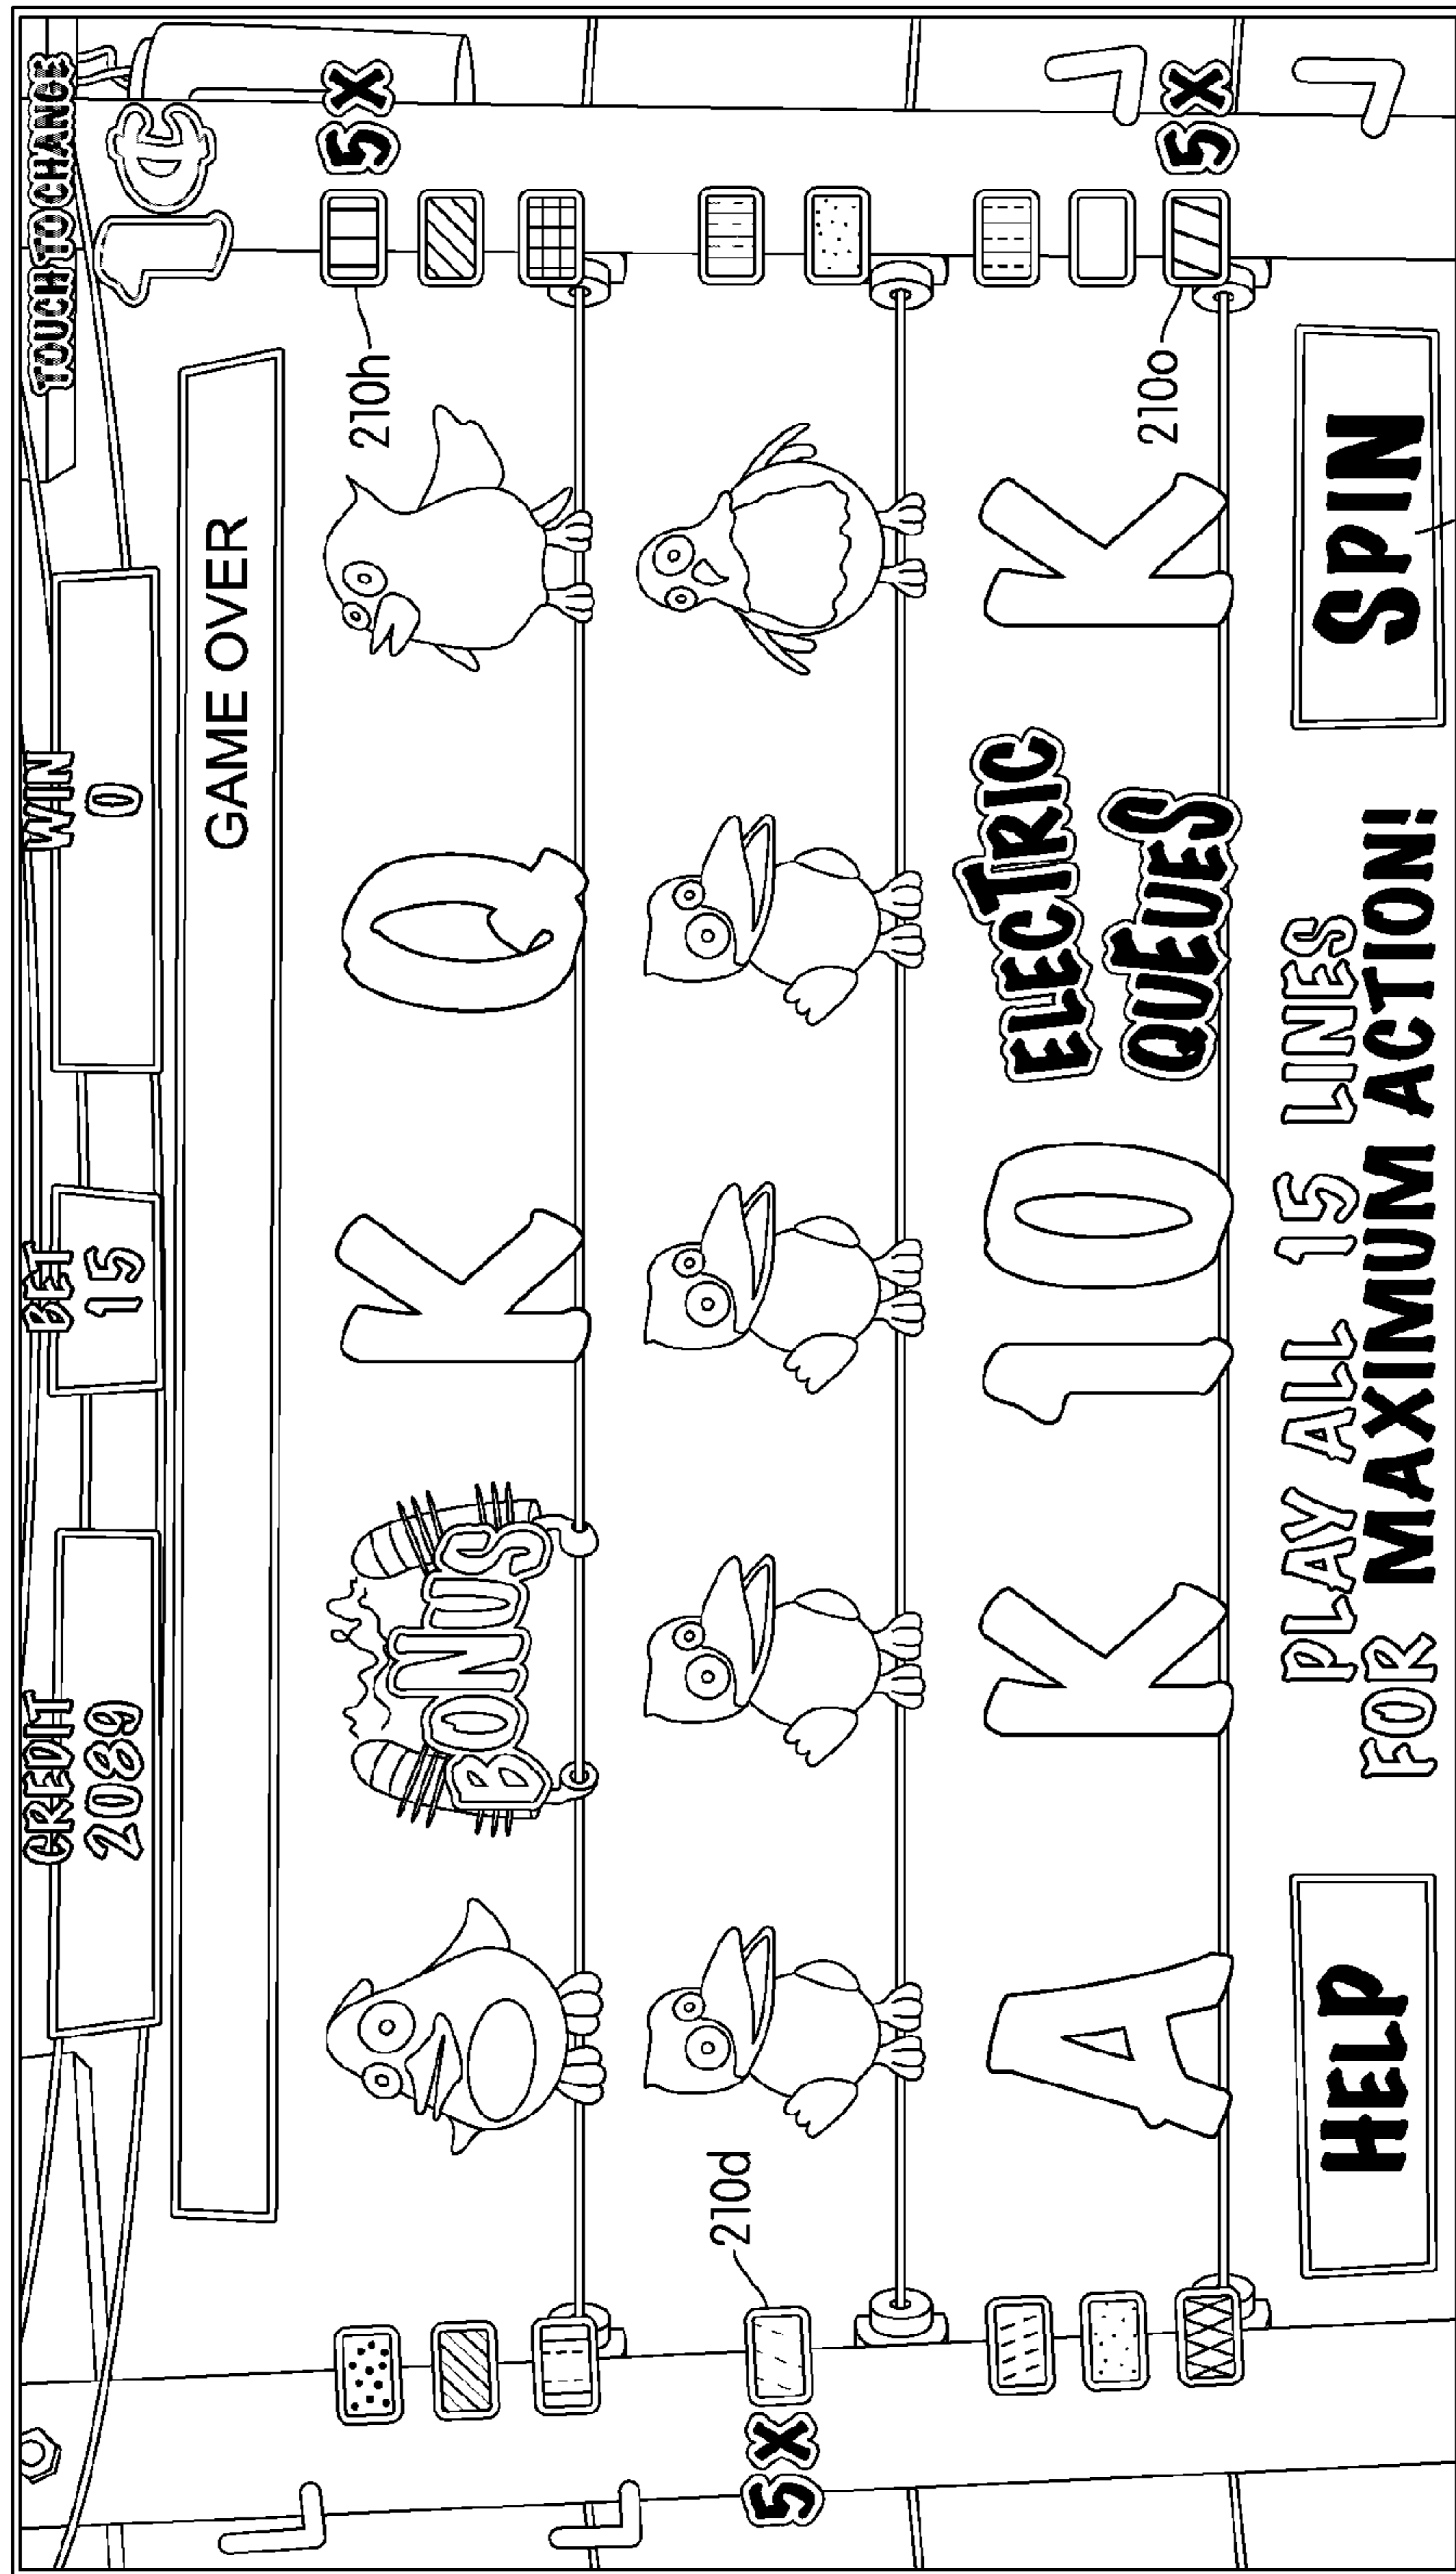 CREDIT
2089
BET
15
WIN
0
TOUCH TO CHANGE
1¢
GAME OVER
BONUS
K
Q
210h
5X
5X
210d
A
K
10
ELECTRIC
QUEUES
K
210o
5X
HELP
PLAY ALL 15 LINES
FOR MAXIMUM ACTION!
SPIN